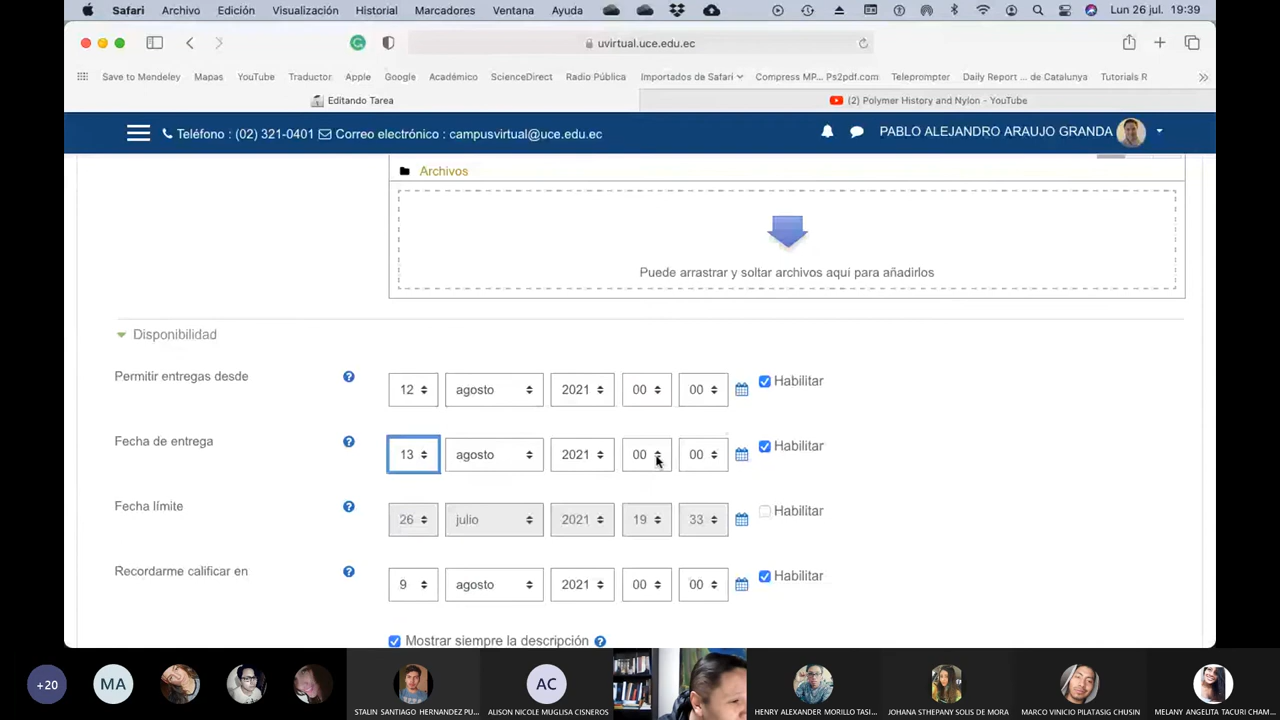 Safari Archivo Edición Visualización Historial Marcadores Ventana Ayuda Lun 26 jul. 19:39
uvirtual.uce.edu.ec
Save to Mendeley Mapas YouTube Traductor Apple Google Académico ScienceDirect Radio Pública Importados de Safari Compress MP... Ps2pdf.com Teleprompter Daily Report ... de Catalunya Tutorials R
Editando Tarea (2) Polymer History and Nylon - YouTube
Teléfono : (02) 321-0401 Correo electrónico : campusvirtual@uce.edu.ec PABLO ALEJANDRO ARAUJO GRANDA
Archivos
Puede arrastrar y soltar archivos aquí para añadirlos
Disponibilidad
Permitir entregas desde 12 agosto 2021 00 00 Habilitar
Fecha de entrega 13 agosto 2021 00 00 Habilitar
Fecha límite 26 julio 2021 19 33 Habilitar
Recordarme calificar en 9 agosto 2021 00 00 Habilitar
Mostrar siempre la descripción
+20 MA AC
STALIN SANTIAGO HERNANDEZ PU... ALISON NICOLE MUGLISA CISNEROS HENRY ALEXANDER MORILLO TASI... JOHANA STHEPANY SOLIS DE MORA MARCO VINICIO PILATASIG CHUSIN MELANY ANGELITA TACURI CHAM...